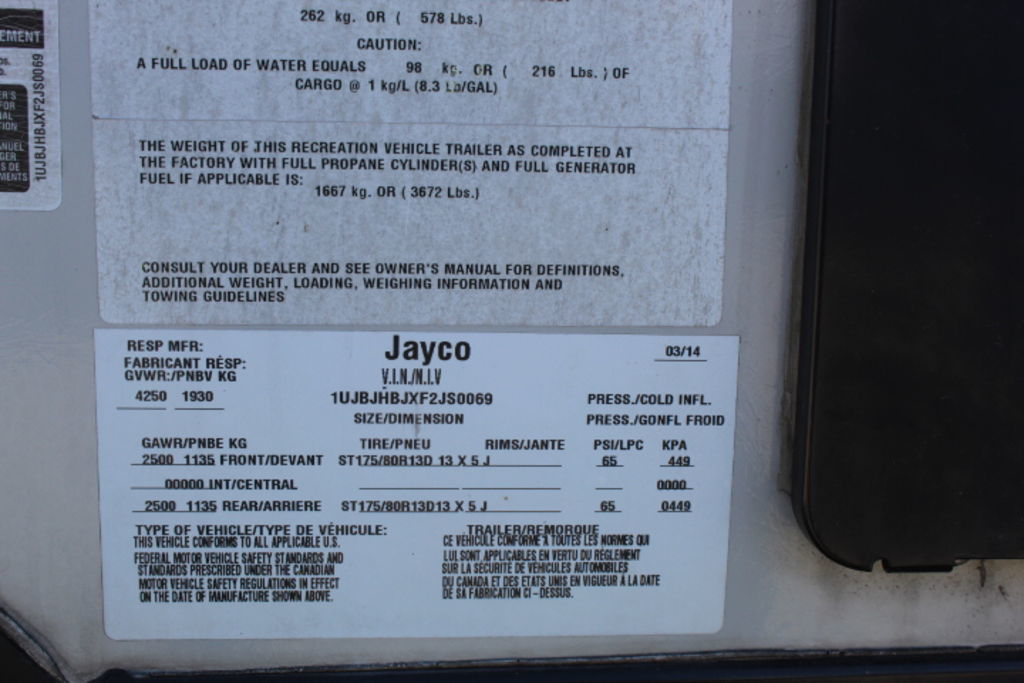 262 kg. OR ( 578 Lbs.)
CAUTION:
A FULL LOAD OF WATER EQUALS 98 kg. OR ( 216 Lbs. ) OF
CARGO @ 1 kg/L (8.3 Lb/GAL)
THE WEIGHT OF THIS RECREATION VEHICLE TRAILER AS COMPLETED AT
THE FACTORY WITH FULL PROPANE CYLINDER(S) AND FULL GENERATOR
FUEL IF APPLICABLE IS:
1667 kg. OR ( 3672 Lbs.)
CONSULT YOUR DEALER AND SEE OWNER'S MANUAL FOR DEFINITIONS,
ADDITIONAL WEIGHT, LOADING, WEIGHING INFORMATION AND
TOWING GUIDELINES
1UJBJHBJXF2JS0069
RESP MFR: Jayco 03/14
FABRICANT RÉSP:
GVWR:/PNBV KG V.I.N./N.I.V
4250 1930 1UJBJHBJXF2JS0069 PRESS./COLD INFL.
SIZE/DIMENSION PRESS./GONFL FROID
GAWR/PNBE KG TIRE/PNEU RIMS/JANTE PSI/LPC KPA
2500 1135 FRONT/DEVANT ST175/80R13D 13 X 5 J 65 449
00000 INT/CENTRAL 0000
2500 1135 REAR/ARRIERE ST175/80R13D13 X 5 J 65 0449
TYPE OF VEHICLE/TYPE DE VÉHICULE: TRAILER/REMORQUE
THIS VEHICLE CONFORMS TO ALL APPLICABLE U.S.
FEDERAL MOTOR VEHICLE SAFETY STANDARDS AND
STANDARDS PRESCRIBED UNDER THE CANADIAN
MOTOR VEHICLE SAFETY REGULATIONS IN EFFECT
ON THE DATE OF MANUFACTURE SHOWN ABOVE.
CE VEHICULE CONFORME A TOUTES LES NORMES QUI
LUI SONT APPLICABLES EN VERTU DU REGLEMENT
SUR LA SECURITE DE VEHICULES AUTOMOBILES
DU CANADA ET DES ETATS UNIS EN VIGUEUR A LA DATE
DE SA FABRICATION CI-DESSUS.